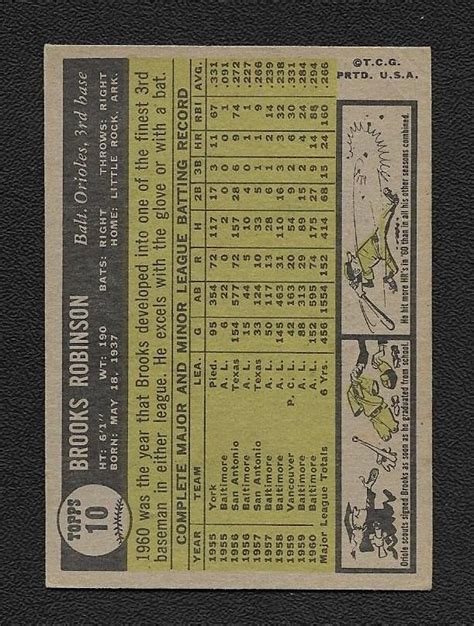 TOPPS
10
BROOKS ROBINSON
Balt. Orioles, 3rd base
HT: 6'1" WT: 190 BATS: RIGHT THROWS: RIGHT
BORN: MAY 18, 1937 HOME: LITTLE ROCK, ARK.
1960 was the year that Brooks developed into one of the finest 3rd
baseman in either league. He excels with the glove or with a bat.
COMPLETE MAJOR AND MINOR LEAGUE BATTING RECORD
YEAR TEAM LEA. G AB R H 2B 3B HR RBI AVG.
1955 York Pied. 95 354 72 117 17 3 11 67 .331
1955 Baltimore A. L. 6 22 0 2 0 0 0 1 .091
1956 San Antonio Texas 154 577 72 157 28 6 9 74 .272
1956 Baltimore A. L. 15 44 5 10 4 0 1 1 .227
1957 San Antonio Texas 33 124 10 33 6 0 1 9 .266
1957 Baltimore A. L. 50 117 13 28 6 1 2 14 .239
1958 Baltimore A. L. 145 463 31 110 16 3 3 32 .238
1959 Vancouver P.C.L. 42 163 20 54 8 2 6 30 .331
1959 Baltimore A. L. 88 313 29 89 15 2 4 24 .284
1960 Baltimore A. L. 152 595 74 175 27 9 14 88 .294
Major League Totals 6 Yrs. 456 1554 152 414 68 15 24 160 .266
Oriole scouts signed Brooks as soon as he graduated from school.
He hit more HR's in '60 than in all his other seasons combined.
©T.C.G.
PRTD. U.S.A.